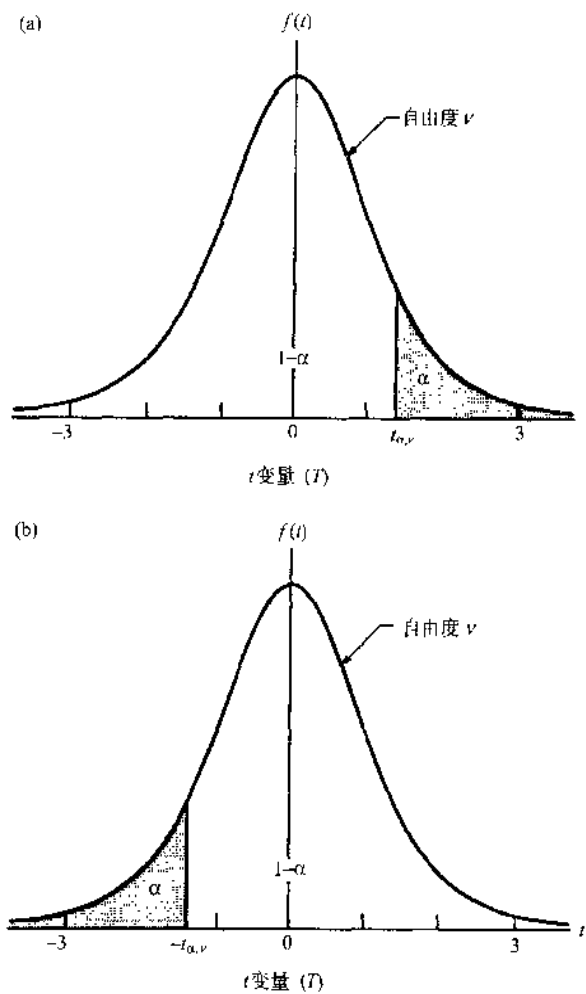 (a)
f(t)
自由度 ν
1–α
α
–3 0 t_{α,ν} 3
t变量 (T)
(b)
f(t)
自由度 ν
1–α
α
–3 –t_{α,ν} 0 3 t
t变量 (T)